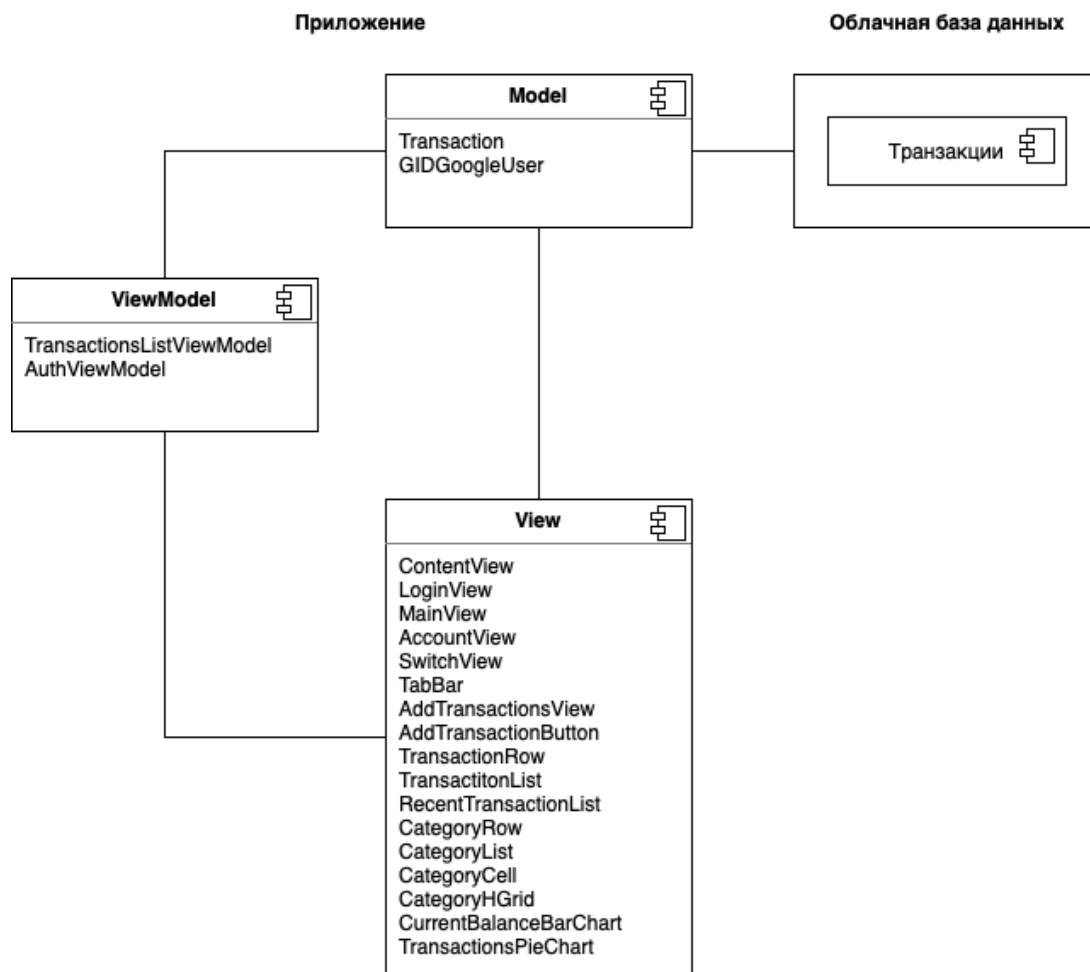 Приложение
Облачная база данных
Model
Transaction
GIDGoogleUser
Транзакции
ViewModel
TransactionsListViewModel
AuthViewModel
View
ContentView
LoginView
MainView
AccountView
SwitchView
TabBar
AddTransactionsView
AddTransactionButton
TransactionRow
TransactitonList
RecentTransactionList
CategoryRow
CategoryList
CategoryCell
CategoryHGrid
CurrentBalanceBarChart
TransactionsPieChart